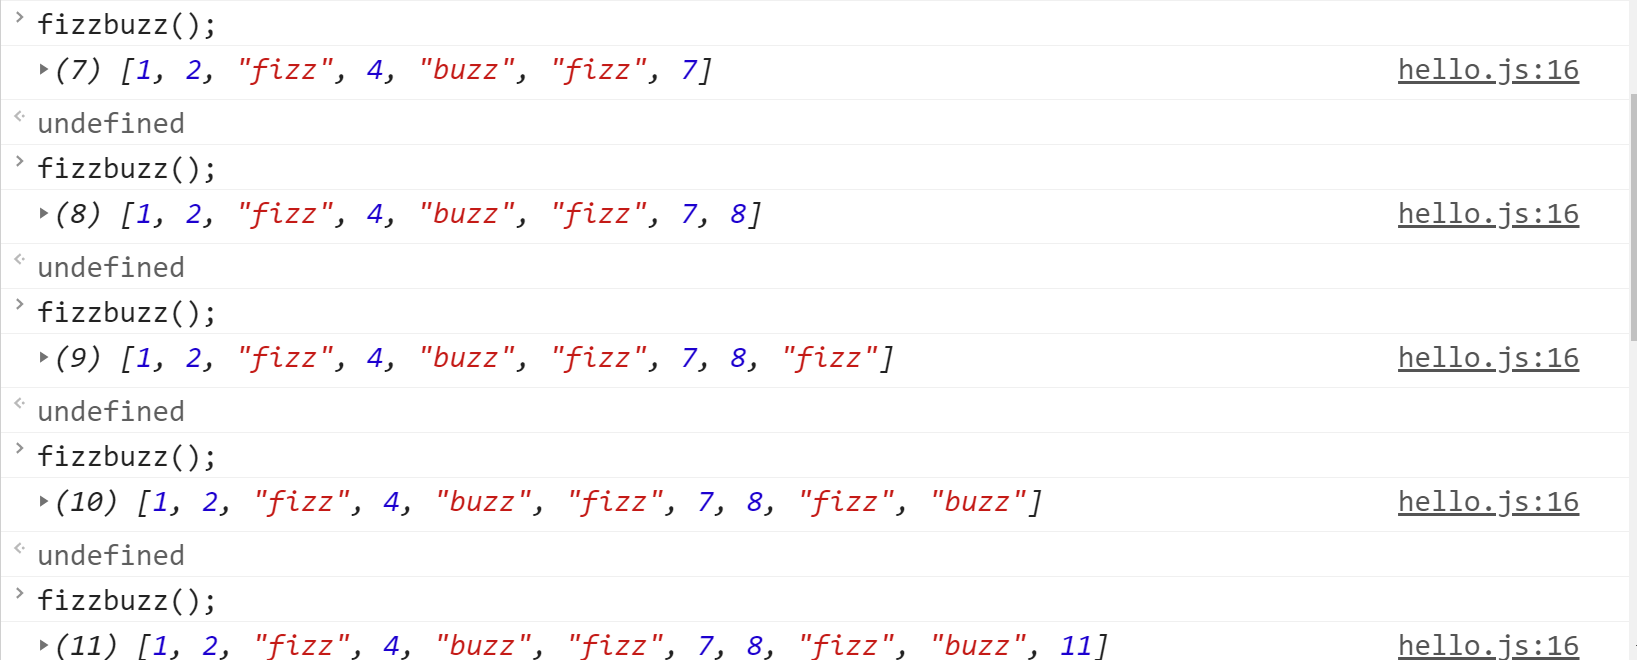 fizzbuzz();
(7) [1, 2, "fizz", 4, "buzz", "fizz", 7] hello.js:16
undefined
fizzbuzz();
(8) [1, 2, "fizz", 4, "buzz", "fizz", 7, 8] hello.js:16
undefined
fizzbuzz();
(9) [1, 2, "fizz", 4, "buzz", "fizz", 7, 8, "fizz"] hello.js:16
undefined
fizzbuzz();
(10) [1, 2, "fizz", 4, "buzz", "fizz", 7, 8, "fizz", "buzz"] hello.js:16
undefined
fizzbuzz();
(11) [1, 2, "fizz", 4, "buzz", "fizz", 7, 8, "fizz", "buzz", 11] hello.js:16